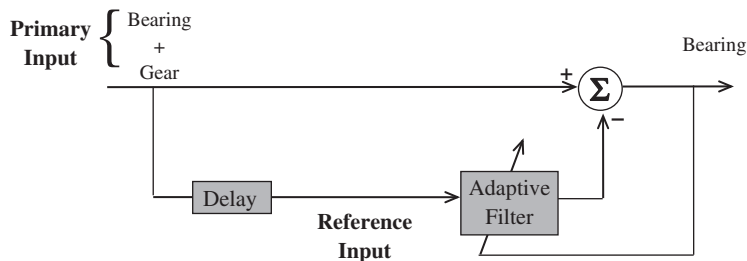 Primary
Input
{
Bearing
+
Gear
Bearing
+
Σ
−
Delay
Reference
Input
Adaptive
Filter